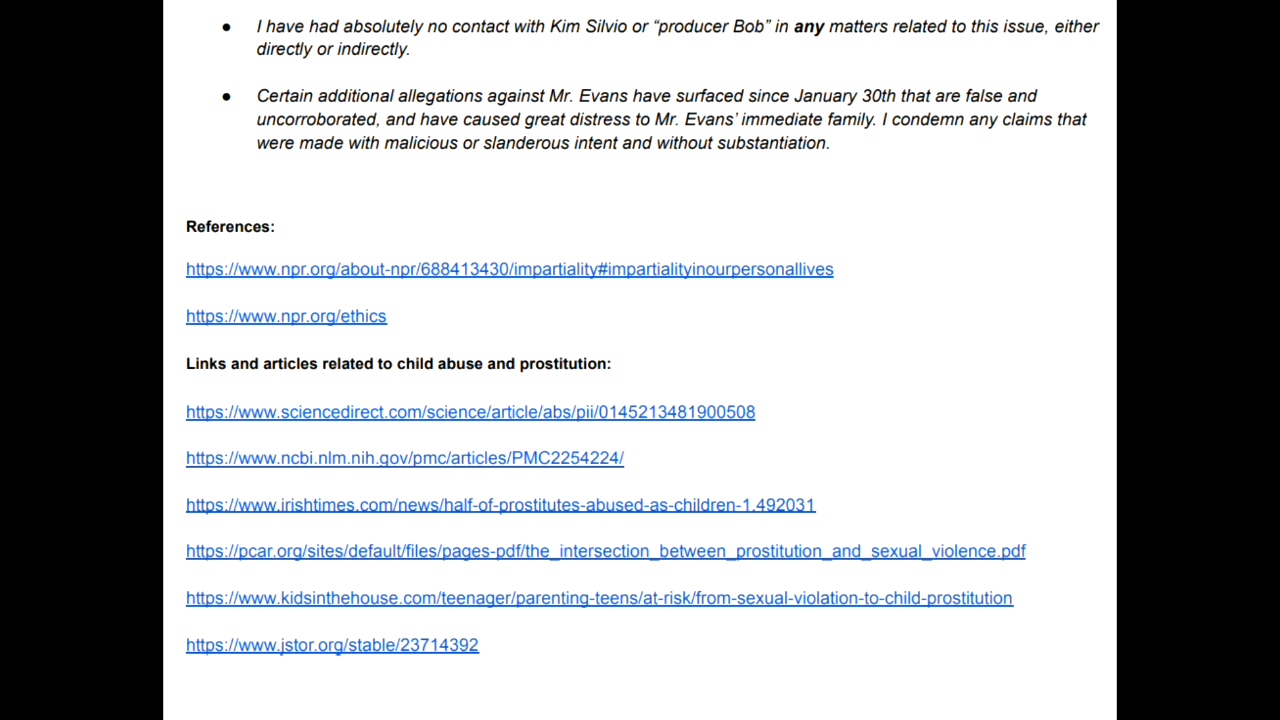 ● I have had absolutely no contact with Kim Silvio or “producer Bob” in any matters related to this issue, either
directly or indirectly.
● Certain additional allegations against Mr. Evans have surfaced since January 30th that are false and
uncorroborated, and have caused great distress to Mr. Evans’ immediate family. I condemn any claims that
were made with malicious or slanderous intent and without substantiation.
References:
https://www.npr.org/about-npr/688413430/impartiality#impartialityinourpersonallives
https://www.npr.org/ethics
Links and articles related to child abuse and prostitution:
https://www.sciencedirect.com/science/article/abs/pii/0145213481900508
https://www.ncbi.nlm.nih.gov/pmc/articles/PMC2254224/
https://www.irishtimes.com/news/half-of-prostitutes-abused-as-children-1.492031
https://pcar.org/sites/default/files/pages-pdf/the_intersection_between_prostitution_and_sexual_violence.pdf
https://www.kidsinthehouse.com/teenager/parenting-teens/at-risk/from-sexual-violation-to-child-prostitution
https://www.jstor.org/stable/23714392